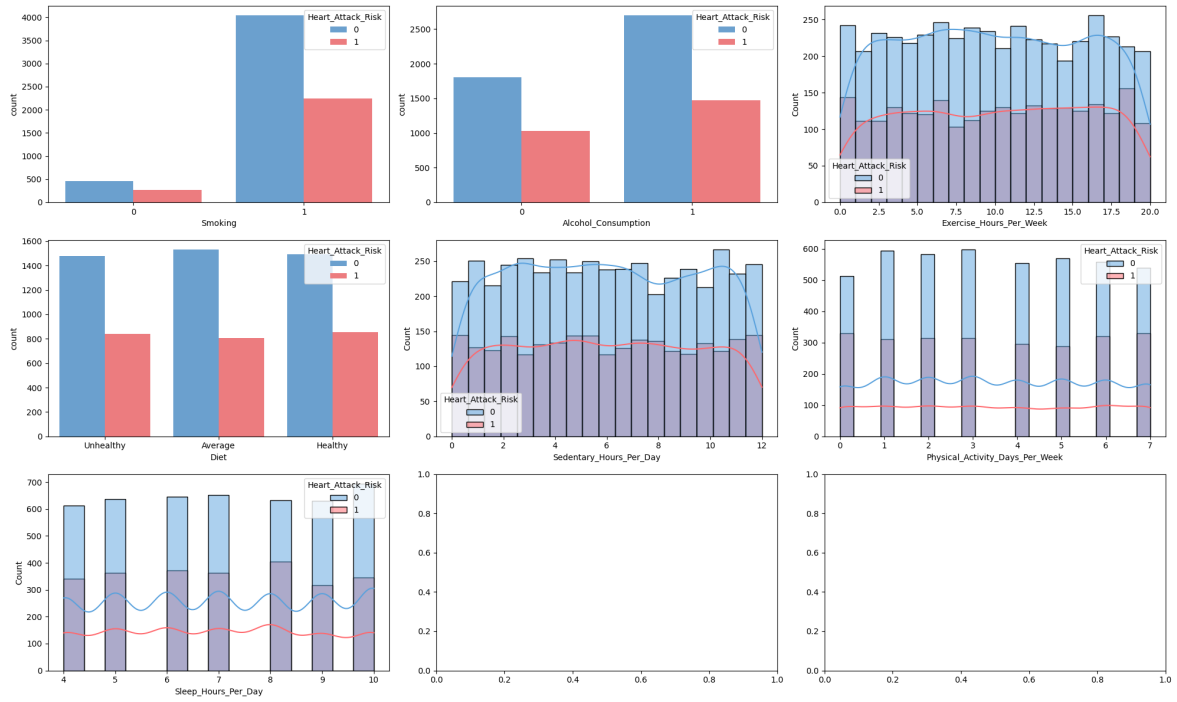 Heart_Attack_Risk
0
1
count
4000
3500
3000
2500
2000
1500
1000
500
0
0 1
Smoking
Heart_Attack_Risk
0
1
count
2500
2000
1500
1000
500
0
0 1
Alcohol_Consumption
Count
250
200
150
100
50
0
Heart_Attack_Risk
0
1
0.0 2.5 5.0 7.5 10.0 12.5 15.0 17.5 20.0
Exercise_Hours_Per_Week
Heart_Attack_Risk
0
1
count
1600
1400
1200
1000
800
600
400
200
0
Unhealthy Average Healthy
Diet
Count
250
200
150
100
50
0
Heart_Attack_Risk
0
1
0 2 4 6 8 10 12
Sedentary_Hours_Per_Day
Heart_Attack_Risk
0
1
Count
600
500
400
300
200
100
0
0 1 2 3 4 5 6 7
Physical_Activity_Days_Per_Week
Heart_Attack_Risk
0
1
Count
700
600
500
400
300
200
100
0
4 5 6 7 8 9 10
Sleep_Hours_Per_Day
1.0
0.8
0.6
0.4
0.2
0.0
0.0 0.2 0.4 0.6 0.8 1.0
1.0
0.8
0.6
0.4
0.2
0.0
0.0 0.2 0.4 0.6 0.8 1.0